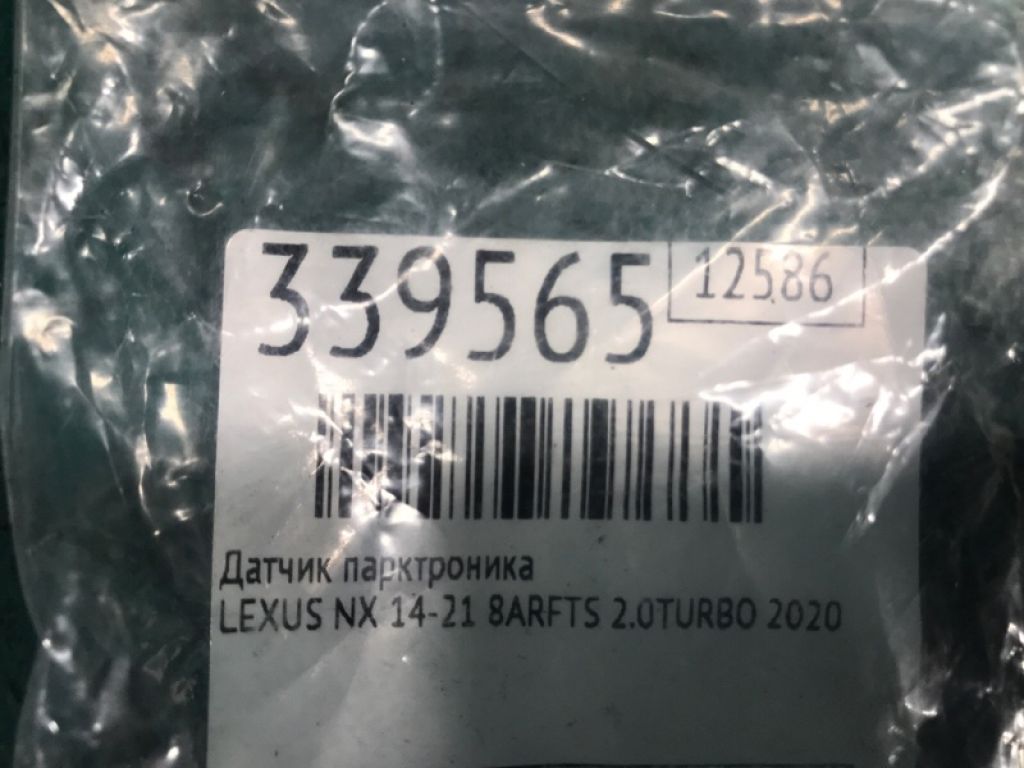 339565 12586
Датчик парктроника
LEXUS NX 14-21 8ARFTS 2.0TURBO 2020